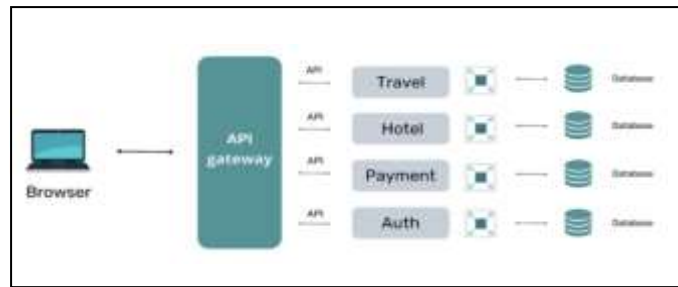 API
Travel
Database
API
Hotel
Database
API
gateway
API
Payment
Database
Browser
API
Auth
Database